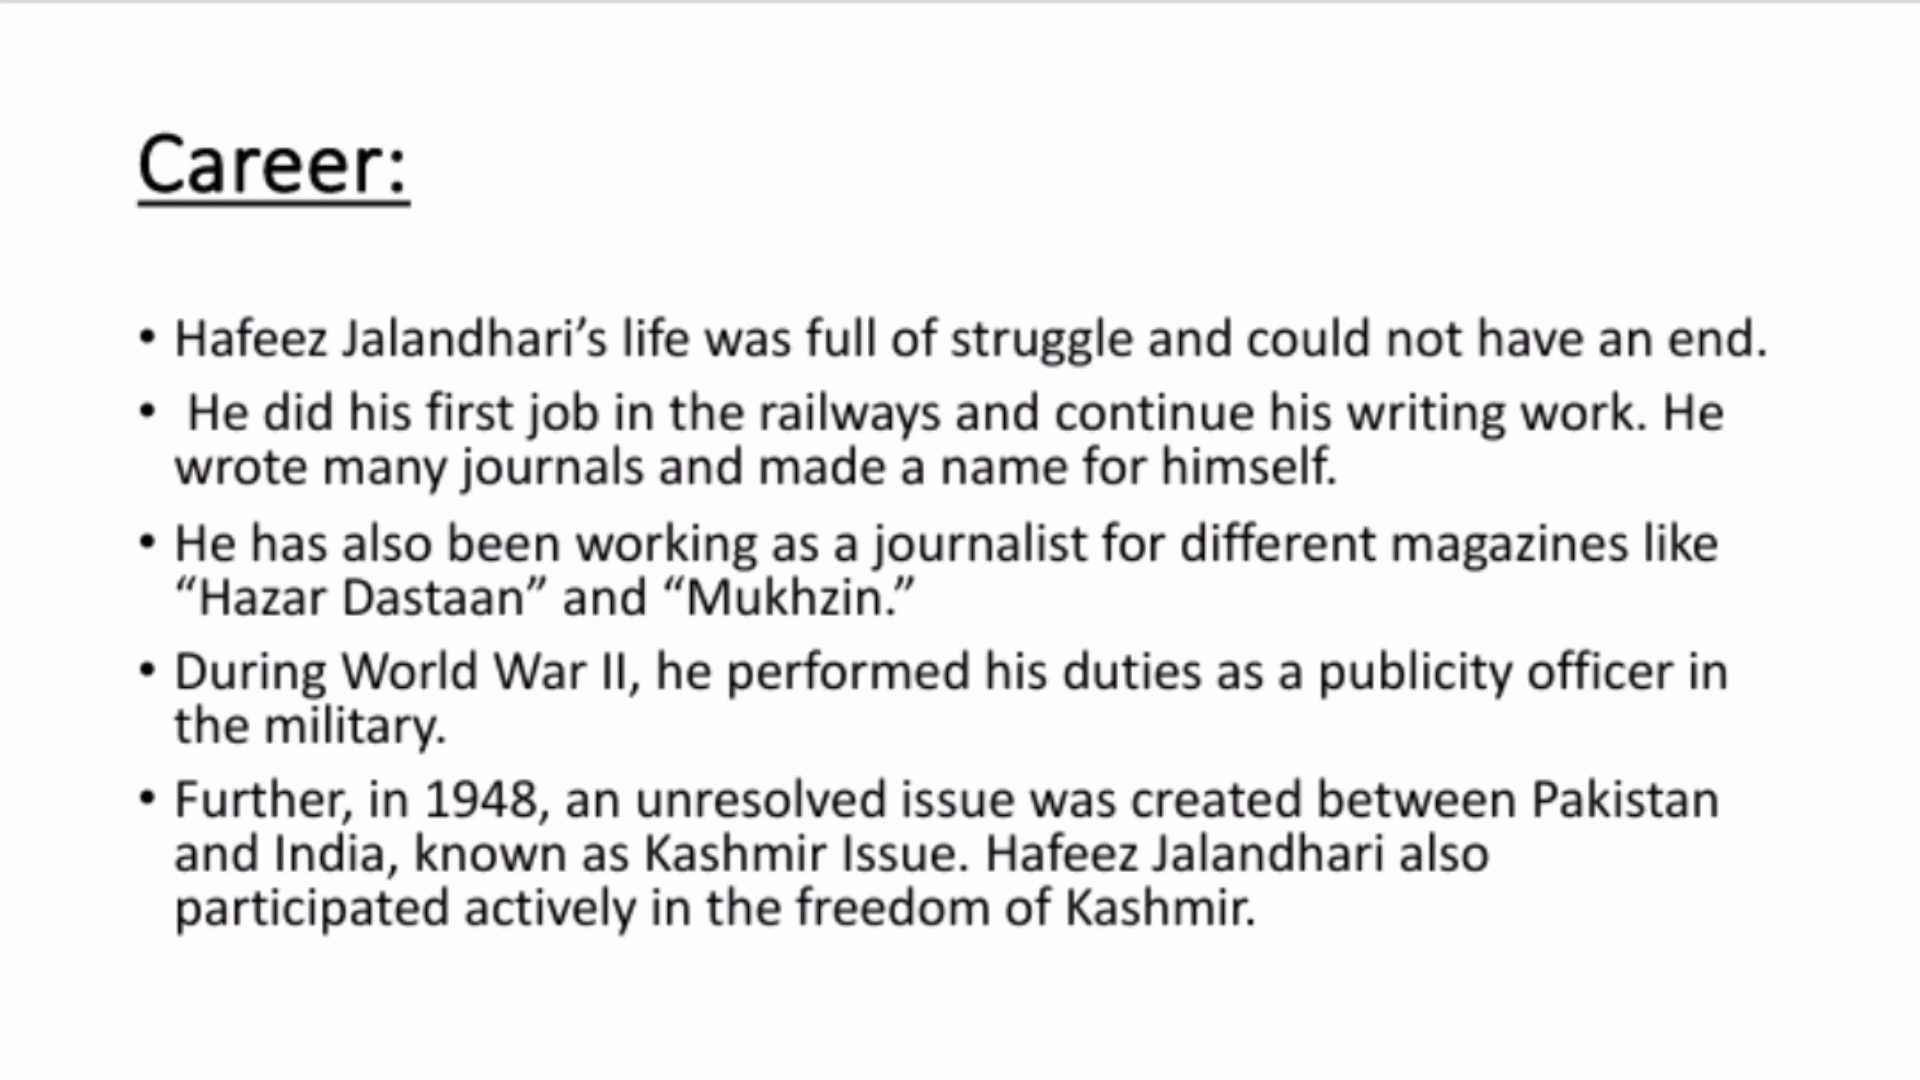 Career:
• Hafeez Jalandhari’s life was full of struggle and could not have an end.
• He did his first job in the railways and continue his writing work. He
wrote many journals and made a name for himself.
• He has also been working as a journalist for different magazines like
“Hazar Dastaan” and “Mukhzin.”
• During World War II, he performed his duties as a publicity officer in
the military.
• Further, in 1948, an unresolved issue was created between Pakistan
and India, known as Kashmir Issue. Hafeez Jalandhari also
participated actively in the freedom of Kashmir.